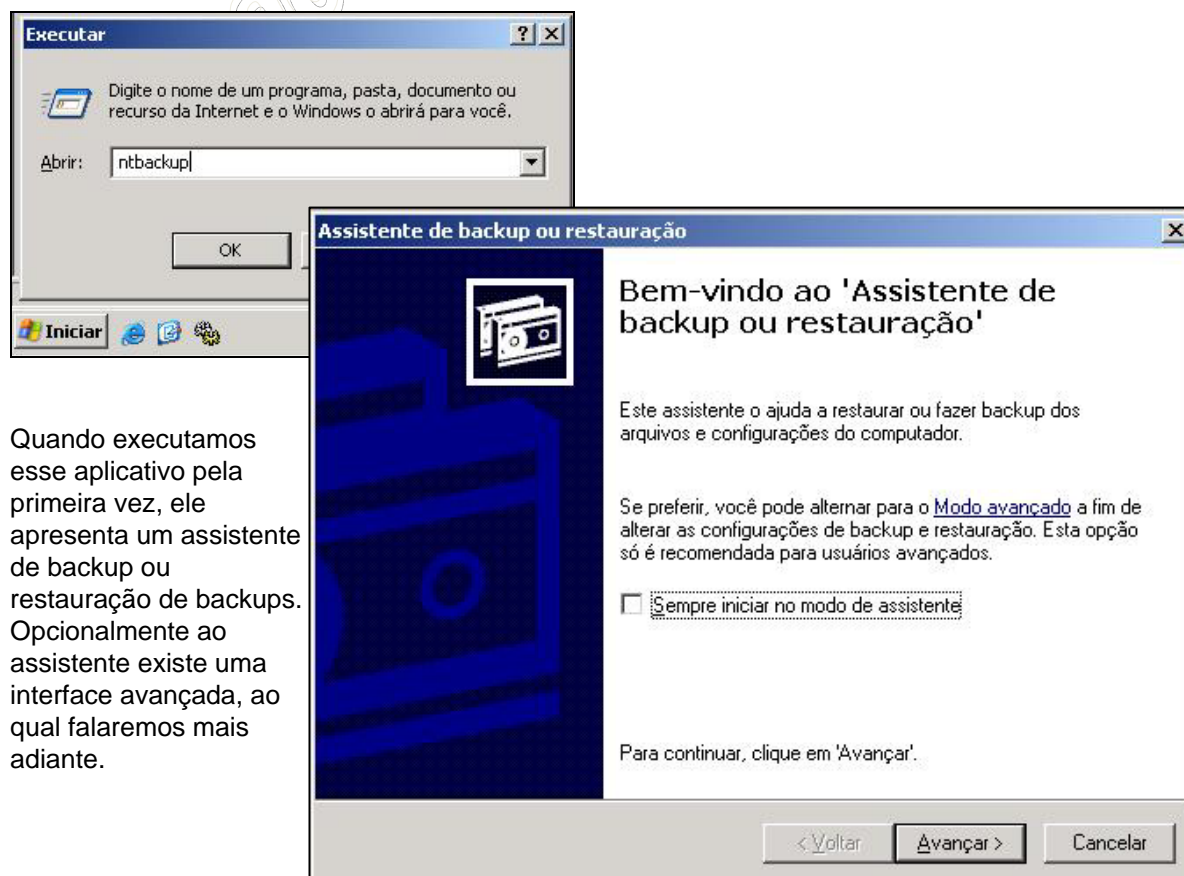 Executar
Digite o nome de um programa, pasta, documento ou
recurso da Internet e o Windows o abrirá para você.
Abrir:
ntbackup
OK
Iniciar
Assistente de backup ou restauração
Bem-vindo ao 'Assistente de
backup ou restauração'
Este assistente o ajuda a restaurar ou fazer backup dos
arquivos e configurações do computador.
Se preferir, você pode alternar para o Modo avançado a fim de
alterar as configurações de backup e restauração. Esta opção
só é recomendada para usuários avançados.
Sempre iniciar no modo de assistente
Para continuar, clique em 'Avançar'.
< Voltar
Avançar >
Cancelar
Quando executamos
esse aplicativo pela
primeira vez, ele
apresenta um assistente
de backup ou
restauração de backups.
Opcionalmente ao
assistente existe uma
interface avançada, ao
qual falaremos mais
adiante.